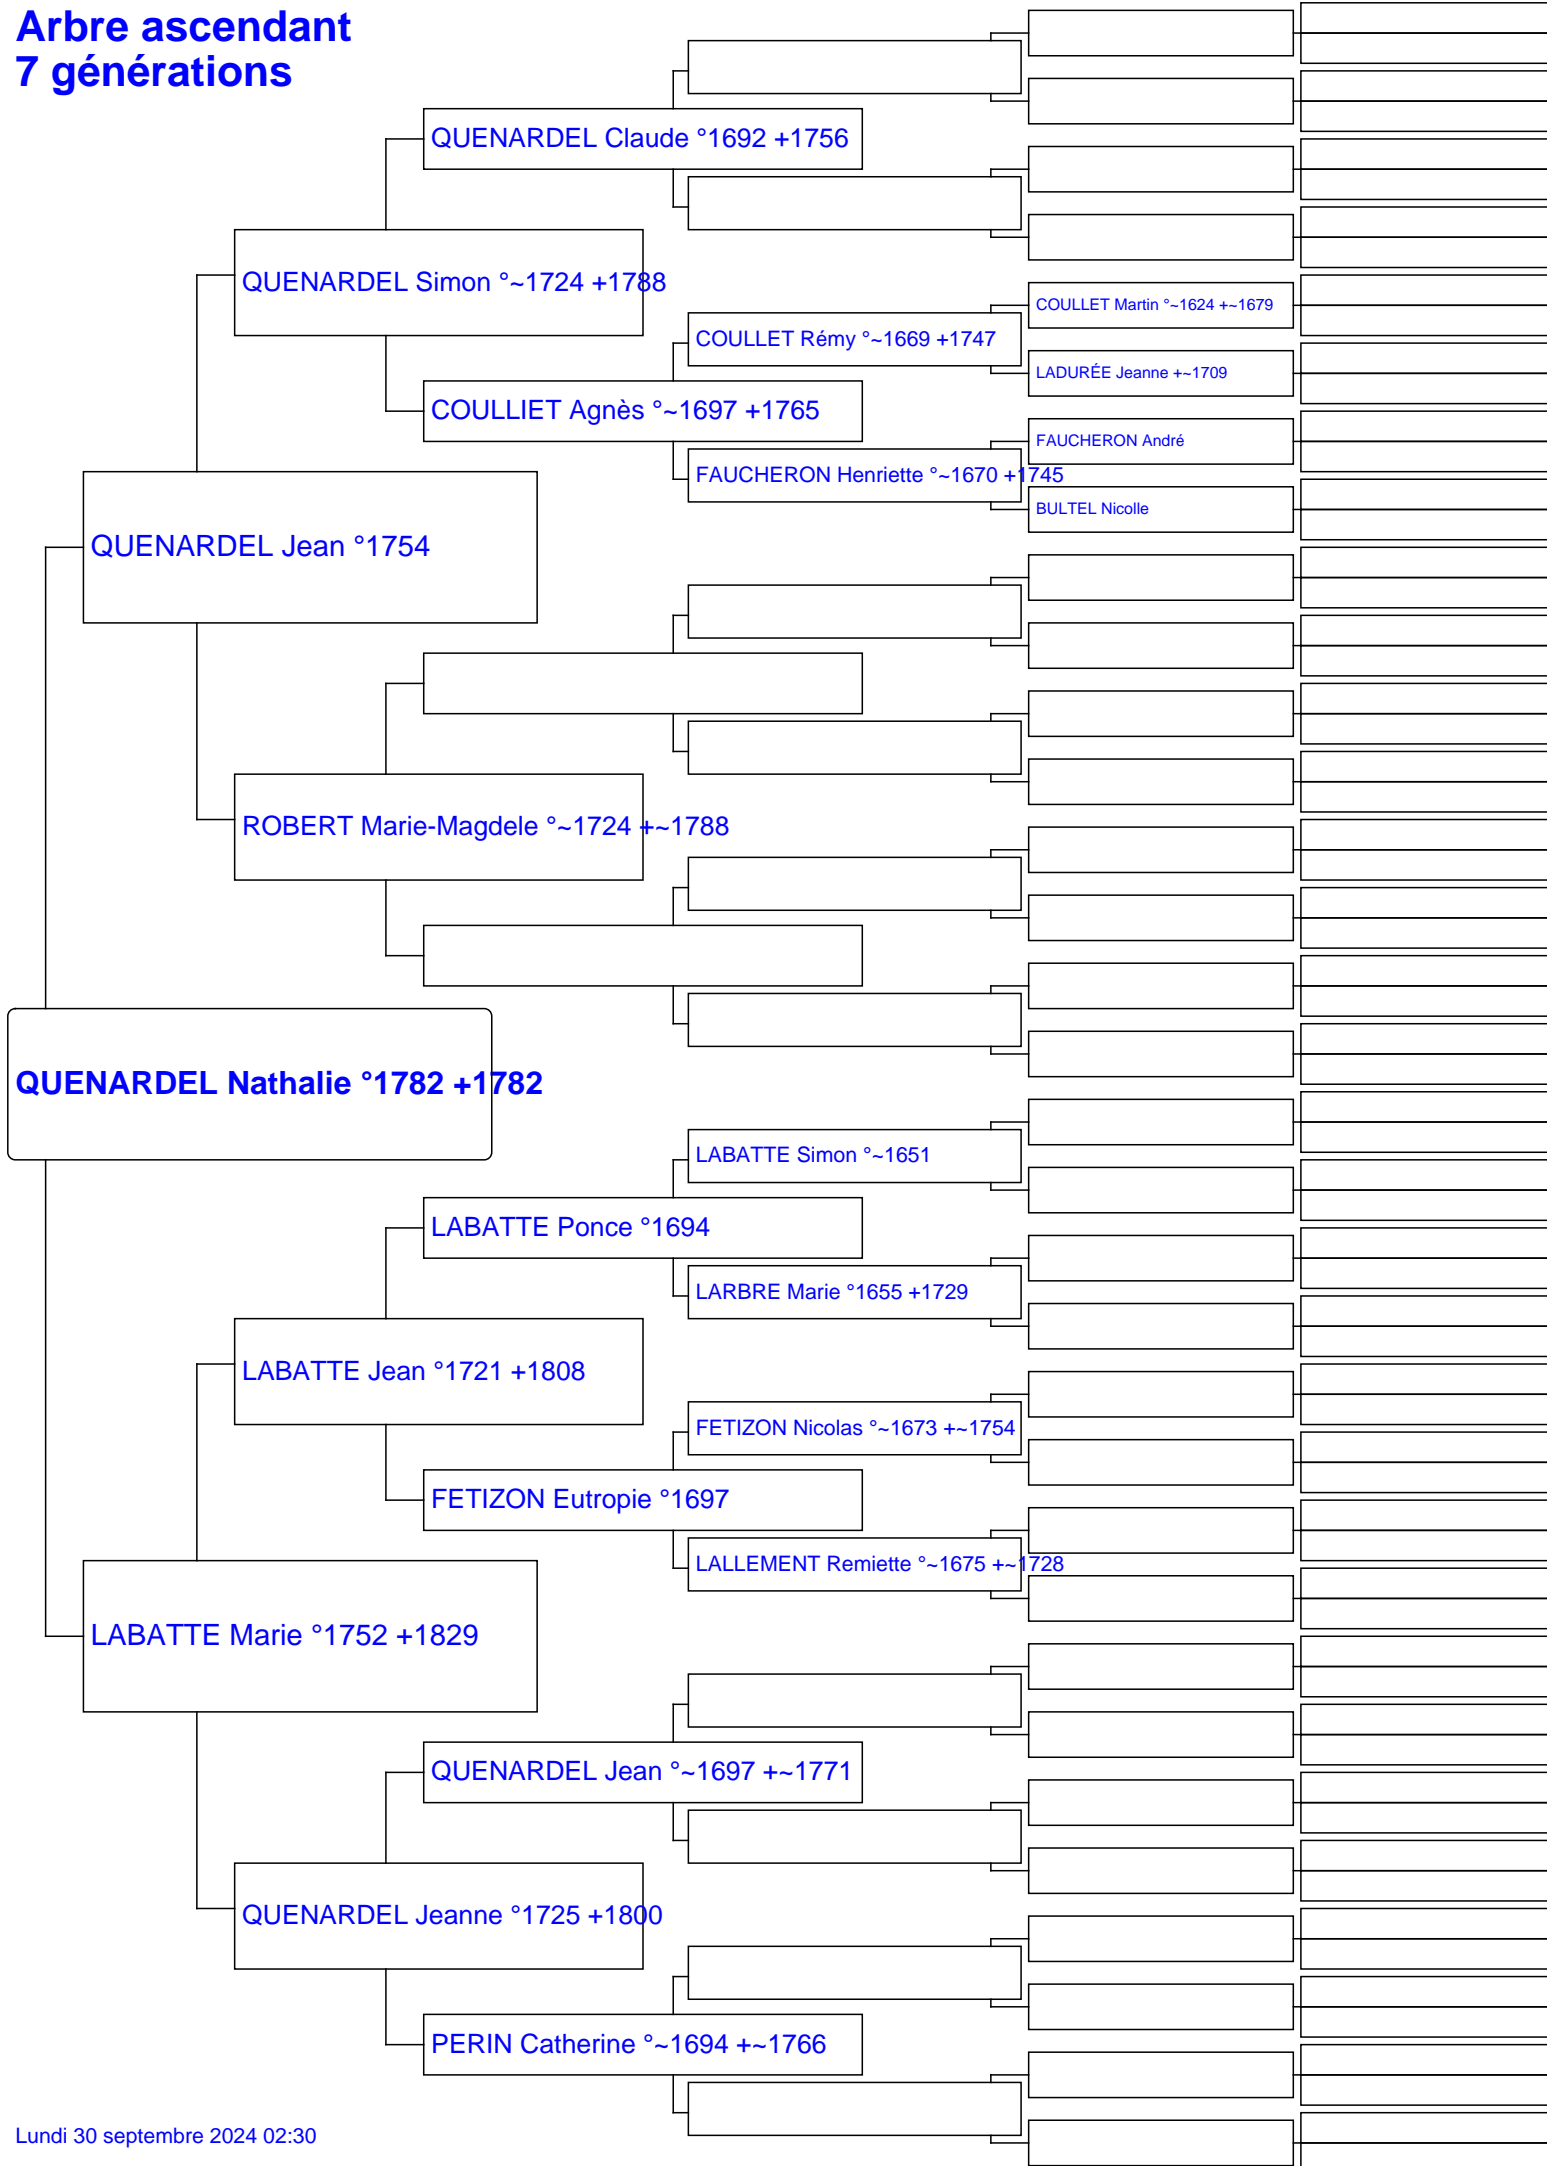 Arbre ascendant
7 générations
QUENARDEL Claude °1692 +1756
QUENARDEL Simon °~1724 +1788
COULLET Martin °~1624 +~1679
COULLET Rémy °~1669 +1747
LADURÉE Jeanne +~1709
COULLIET Agnès °~1697 +1765
FAUCHERON André
FAUCHERON Henriette °~1670 +1745
BULTEL Nicolle
QUENARDEL Jean °1754
ROBERT Marie-Magdele °~1724 +~1788
QUENARDEL Nathalie °1782 +1782
LABATTE Simon °~1651
LABATTE Ponce °1694
LARBRE Marie °1655 +1729
LABATTE Jean °1721 +1808
FETIZON Nicolas °~1673 +~1754
FETIZON Eutropie °1697
LALLEMENT Remiette °~1675 +~1728
LABATTE Marie °1752 +1829
QUENARDEL Jean °~1697 +~1771
QUENARDEL Jeanne °1725 +1800
PERIN Catherine °~1694 +~1766
Lundi 30 septembre 2024 02:30